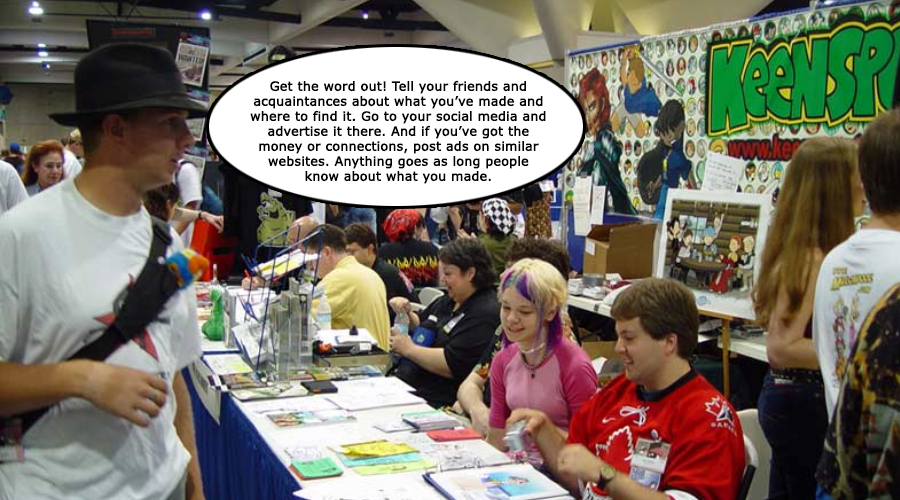 Get the word out! Tell your friends and
acquaintances about what you've made and
where to find it. Go to your social media and
advertise it there. And if you've got the
money or connections, post ads on similar
websites. Anything goes as long people
know about what you made.
KEENSP
www.ke